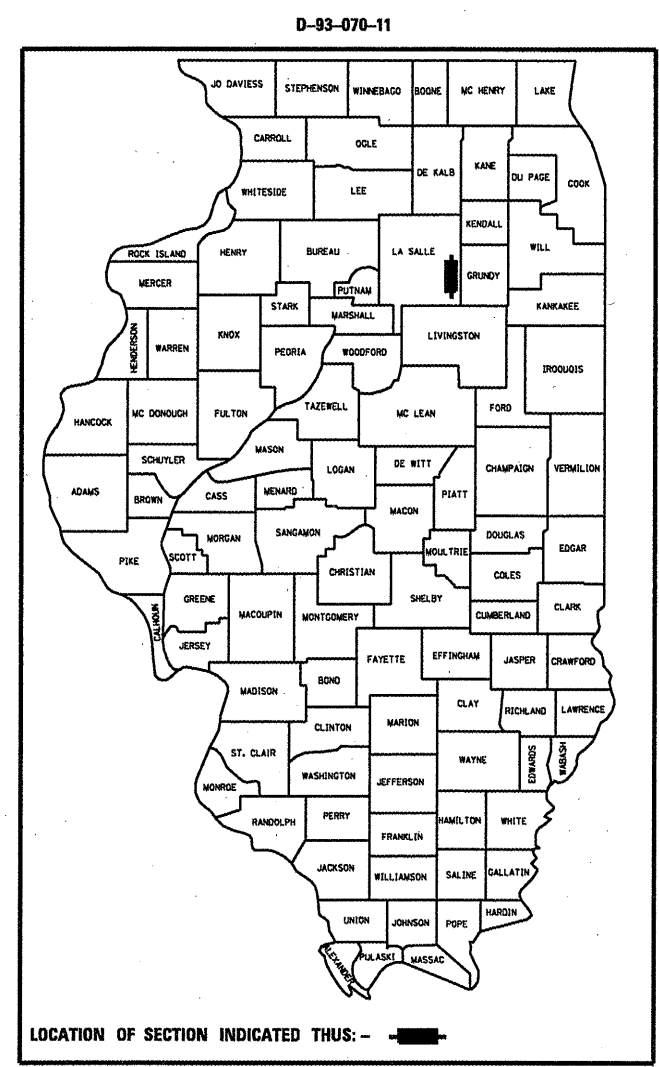 D-93-070-11
JO DAVIESS
STEPHENSON
WINNEBAGO
BOONE
MC HENRY
LAKE
CARROLL
OGLE
DE KALB
KANE
DU PAGE
COOK
WHITESIDE
LEE
KENDALL
ROCK ISLAND
HENRY
BUREAU
LA SALLE
WILL
GRUNDY
MERCER
PUTNAM
STARK
MARSHALL
KANKAKEE
HENDERSON
WARREN
KNOX
PEORIA
WOODFORD
LIVINGSTON
IROQUOIS
HANCOCK
MC DONOUGH
FULTON
TAZEWELL
MC LEAN
FORD
MASON
SCHUYLER
LOGAN
DE WITT
CHAMPAIGN
VERMILION
ADAMS
BROWN
CASS
MENARD
PIATT
MACON
SANGAMON
MORGAN
DOUGLAS
EDGAR
PIKE
SCOTT
MOULTRIE
CHRISTIAN
COLES
GREENE
SHELBY
CLARK
CALHOUN
MACOUPIN
MONTGOMERY
CUMBERLAND
JERSEY
FAYETTE
EFFINGHAM
JASPER
CRAWFORD
BOND
MADISON
CLAY
RICHLAND
LAWRENCE
MARION
CLINTON
ST. CLAIR
WAYNE
EDWARDS
WABASH
WASHINGTON
JEFFERSON
MONROE
RANDOLPH
PERRY
HAMILTON
WHITE
FRANKLIN
JACKSON
WILLIAMSON
SALINE
GALLATIN
UNION
JOHNSON
POPE
HARDIN
ALEXANDER
PULASKI
MASSAC
LOCATION OF SECTION INDICATED THUS: -